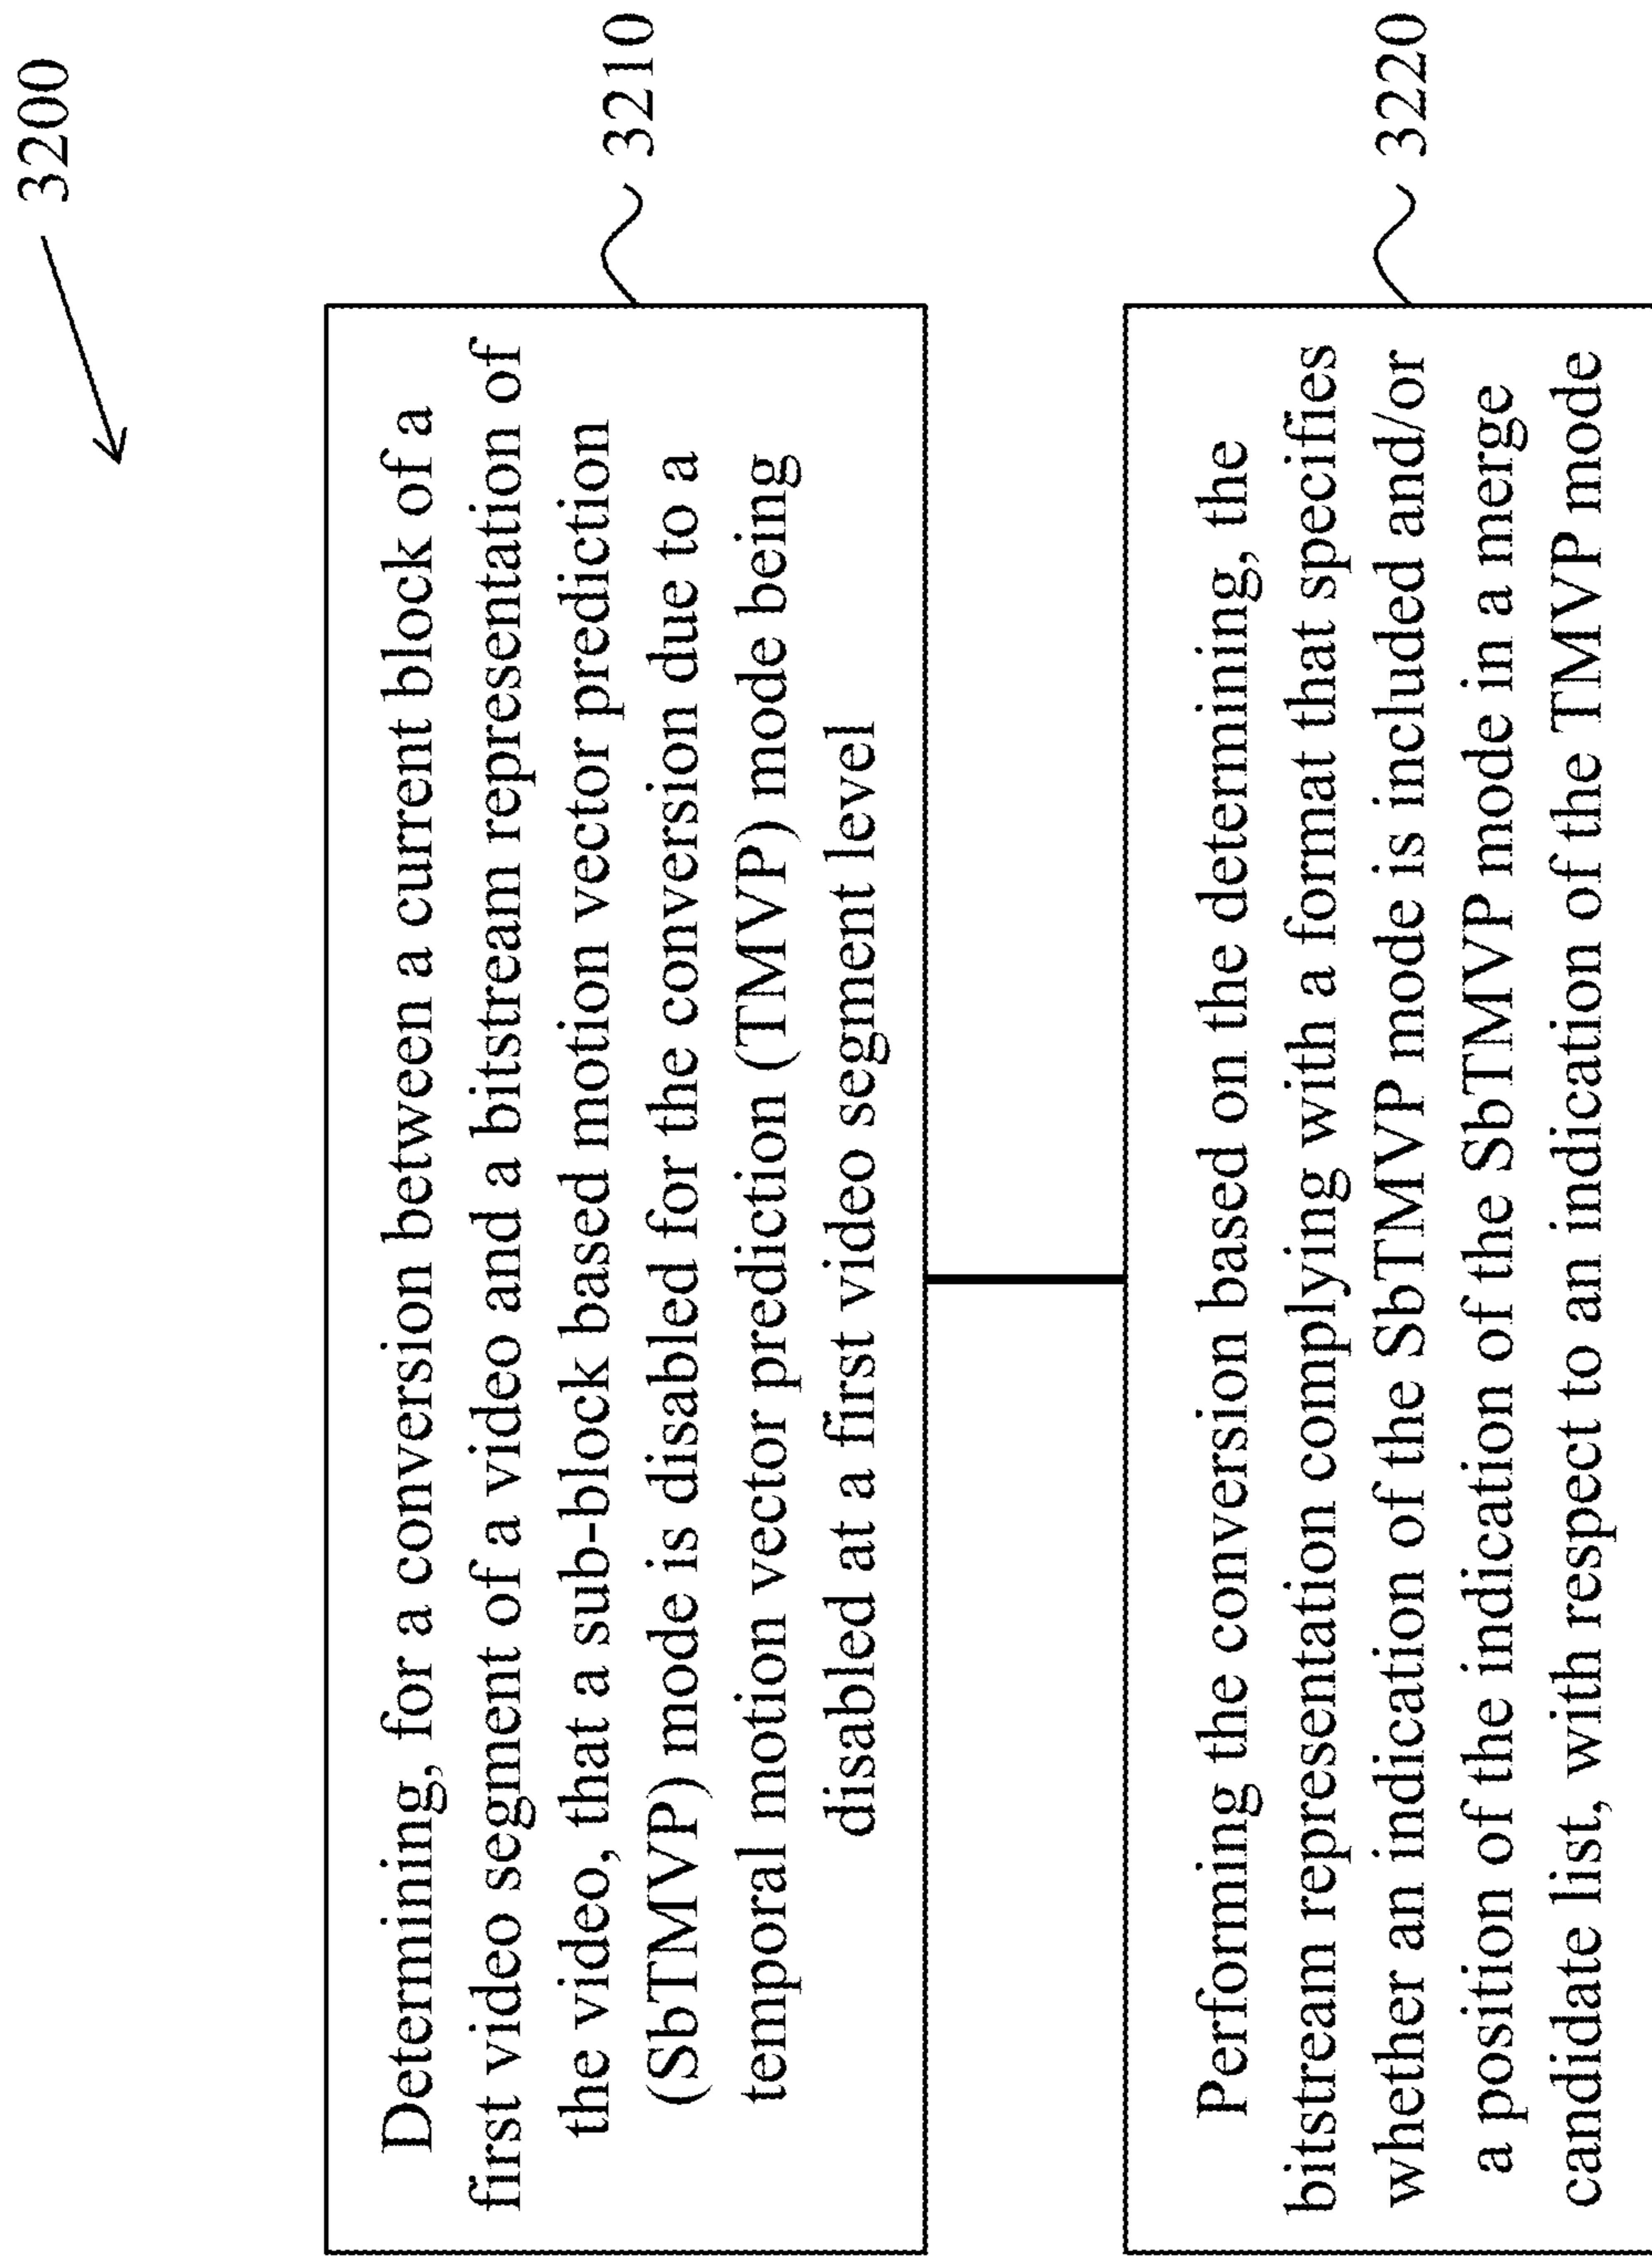 3200
Determining, for a conversion between a current block of a
first video segment of a video and a bitstream representation of
the video, that a sub-block based motion vector prediction
(SbTMVP) mode is disabled for the conversion due to a
temporal motion vector prediction (TMVP) mode being
disabled at a first video segment level
3210
Performing the conversion based on the determining, the
bitstream representation complying with a format that specifies
whether an indication of the SbTMVP mode is included and/or
a position of the indication of the SbTMVP mode in a merge
candidate list, with respect to an indication of the TMVP mode
3220